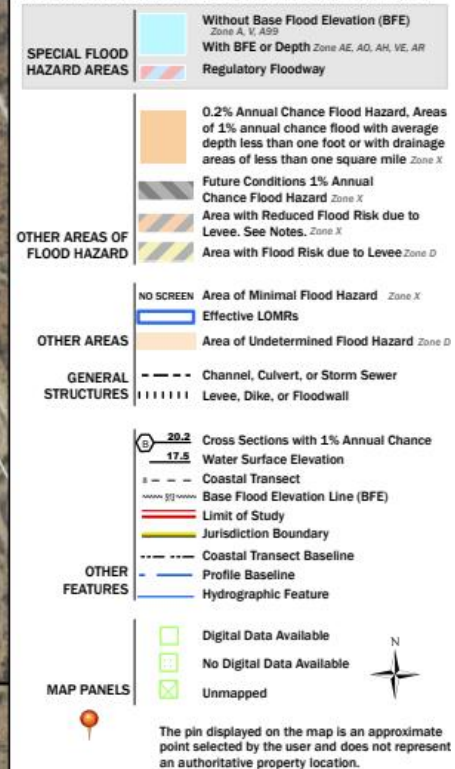 SPECIAL FLOOD
HAZARD AREAS
Without Base Flood Elevation (BFE)
Zone A, V, A99
With BFE or Depth Zone AE, AO, AH, VE, AR
Regulatory Floodway
OTHER AREAS OF
FLOOD HAZARD
0.2% Annual Chance Flood Hazard, Areas
of 1% annual chance flood with average
depth less than one foot or with drainage
areas of less than one square mile Zone X
Future Conditions 1% Annual
Chance Flood Hazard Zone X
Area with Reduced Flood Risk due to
Levee. See Notes. Zone X
Area with Flood Risk due to Levee Zone D
OTHER AREAS
NO SCREEN Area of Minimal Flood Hazard Zone X
Effective LOMRs
Area of Undetermined Flood Hazard Zone D
GENERAL
STRUCTURES
Channel, Culvert, or Storm Sewer
Levee, Dike, or Floodwall
OTHER
FEATURES
B 20.2 Cross Sections with 1% Annual Chance
17.5 Water Surface Elevation
8 Coastal Transect
513 Base Flood Elevation Line (BFE)
Limit of Study
Jurisdiction Boundary
Coastal Transect Baseline
Profile Baseline
Hydrographic Feature
MAP PANELS
Digital Data Available
No Digital Data Available
Unmapped
N
The pin displayed on the map is an approximate
point selected by the user and does not represent
an authoritative property location.